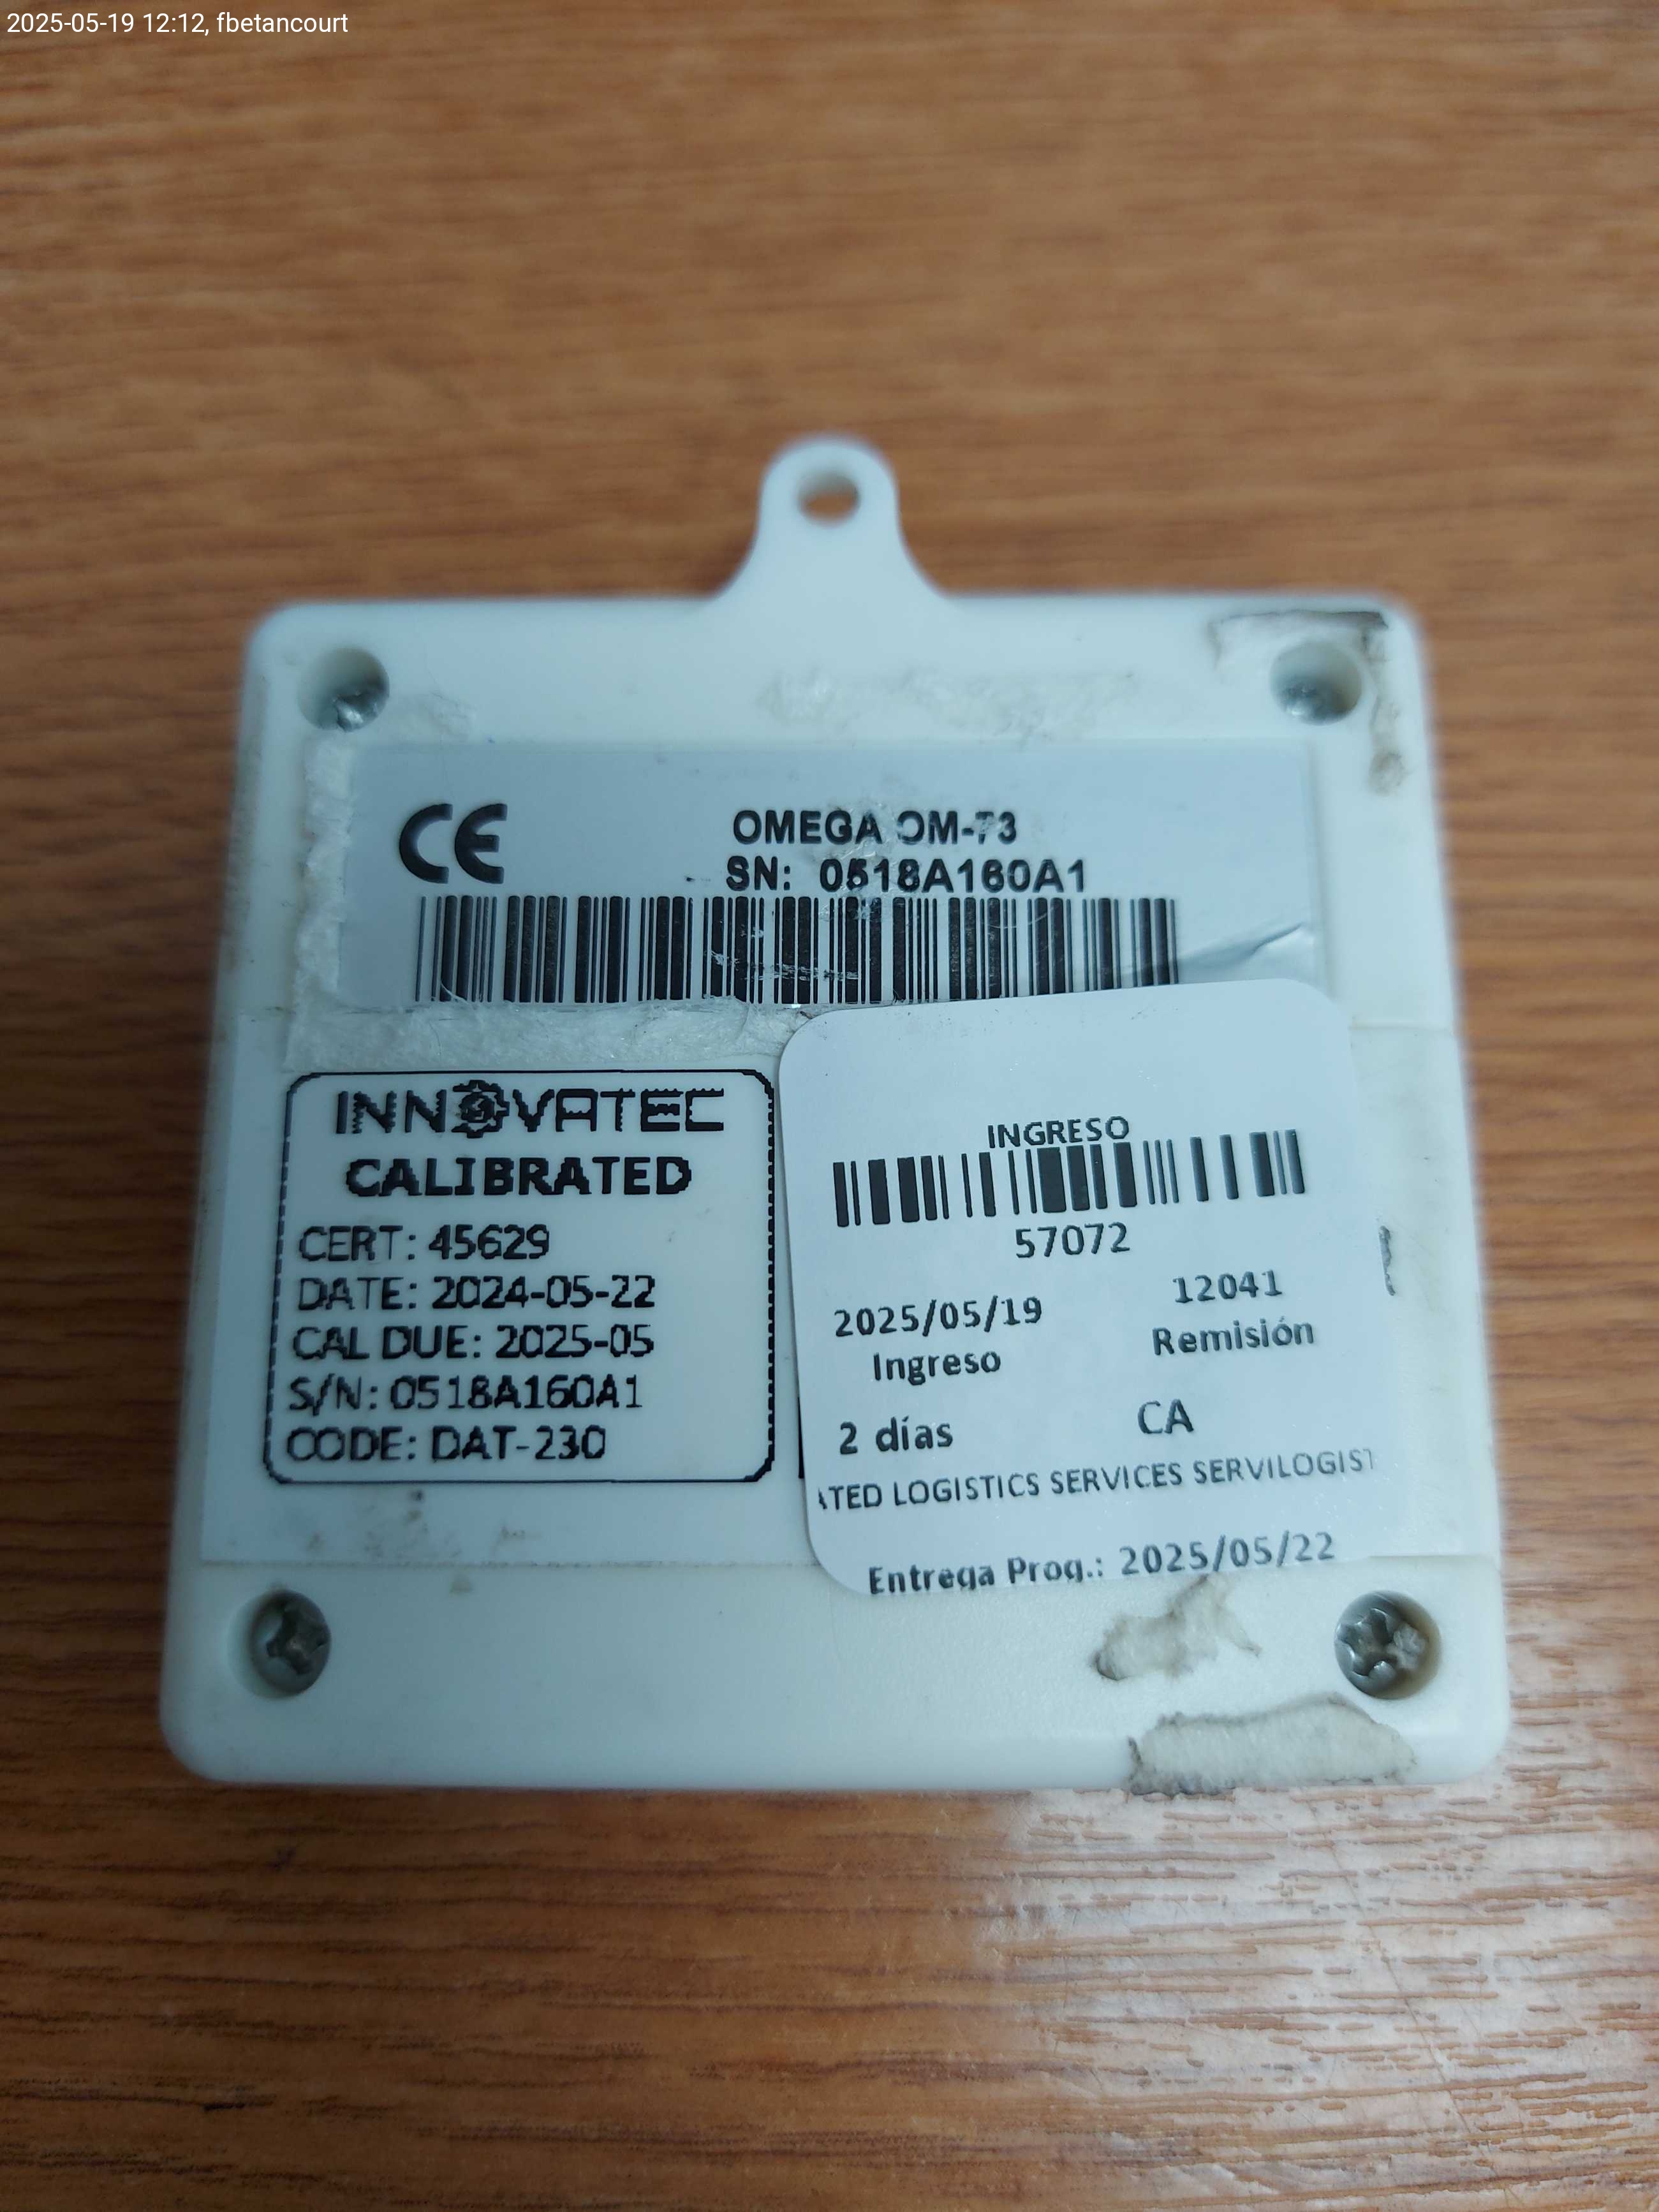 2025-05-19 12:12, fbetancourt
CE
OMEGA OM-73
SN: 0518A160A1
INNOVATEC
CALIBRATED
CERT: 45629
DATE: 2024-05-22
CAL DUE: 2025-05
S/N: 0518A160A1
CODE: DAT-230
INGRESO
57072
2025/05/19
Ingreso
12041
Remisión
2 días
CA
ATED LOGISTICS SERVICES SERVILOGIST
Entrega Prog.: 2025/05/22